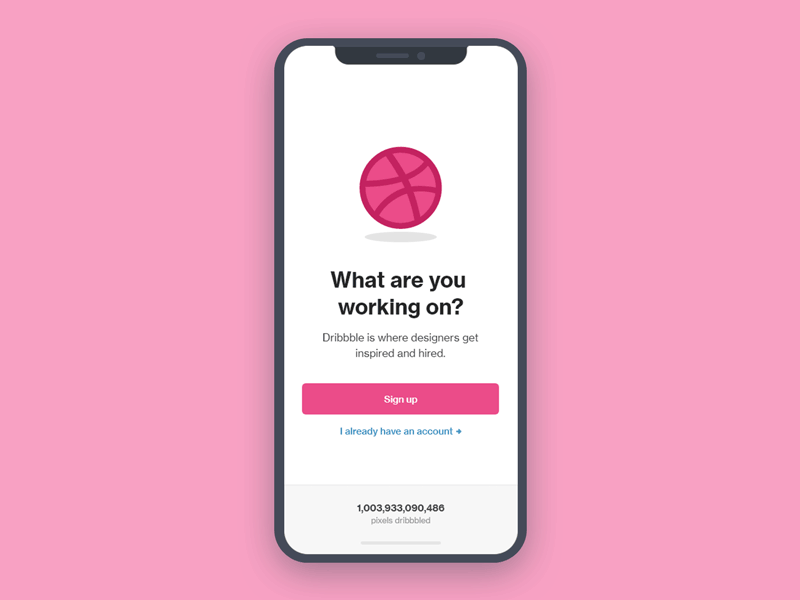 What are you
working on?
Dribbble is where designers get
inspired and hired.
Sign up
I already have an account →
1,003,933,090,486
pixels dribbbled